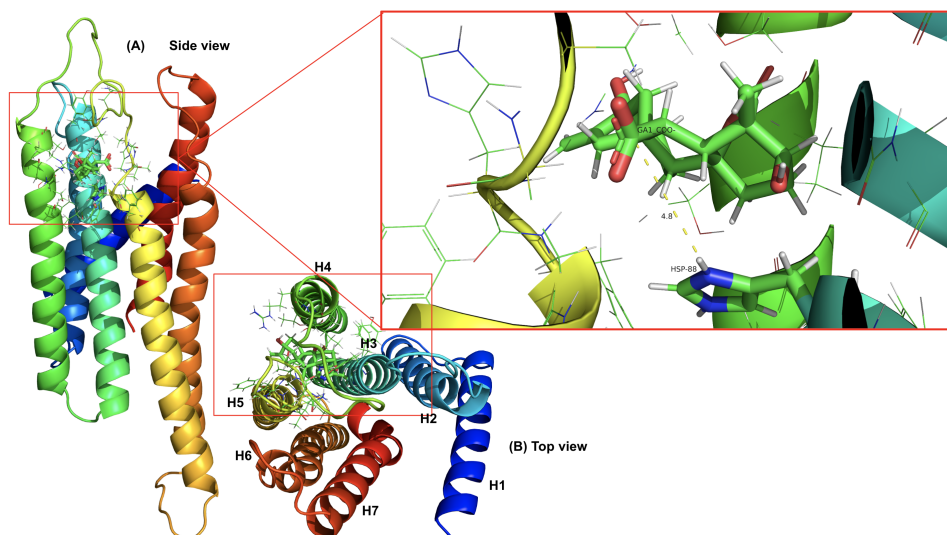 (A) Side view
GA1_COO-
4.8
HSP-88
H4
H3
H5
H2
H6
(B) Top view
H1
H7